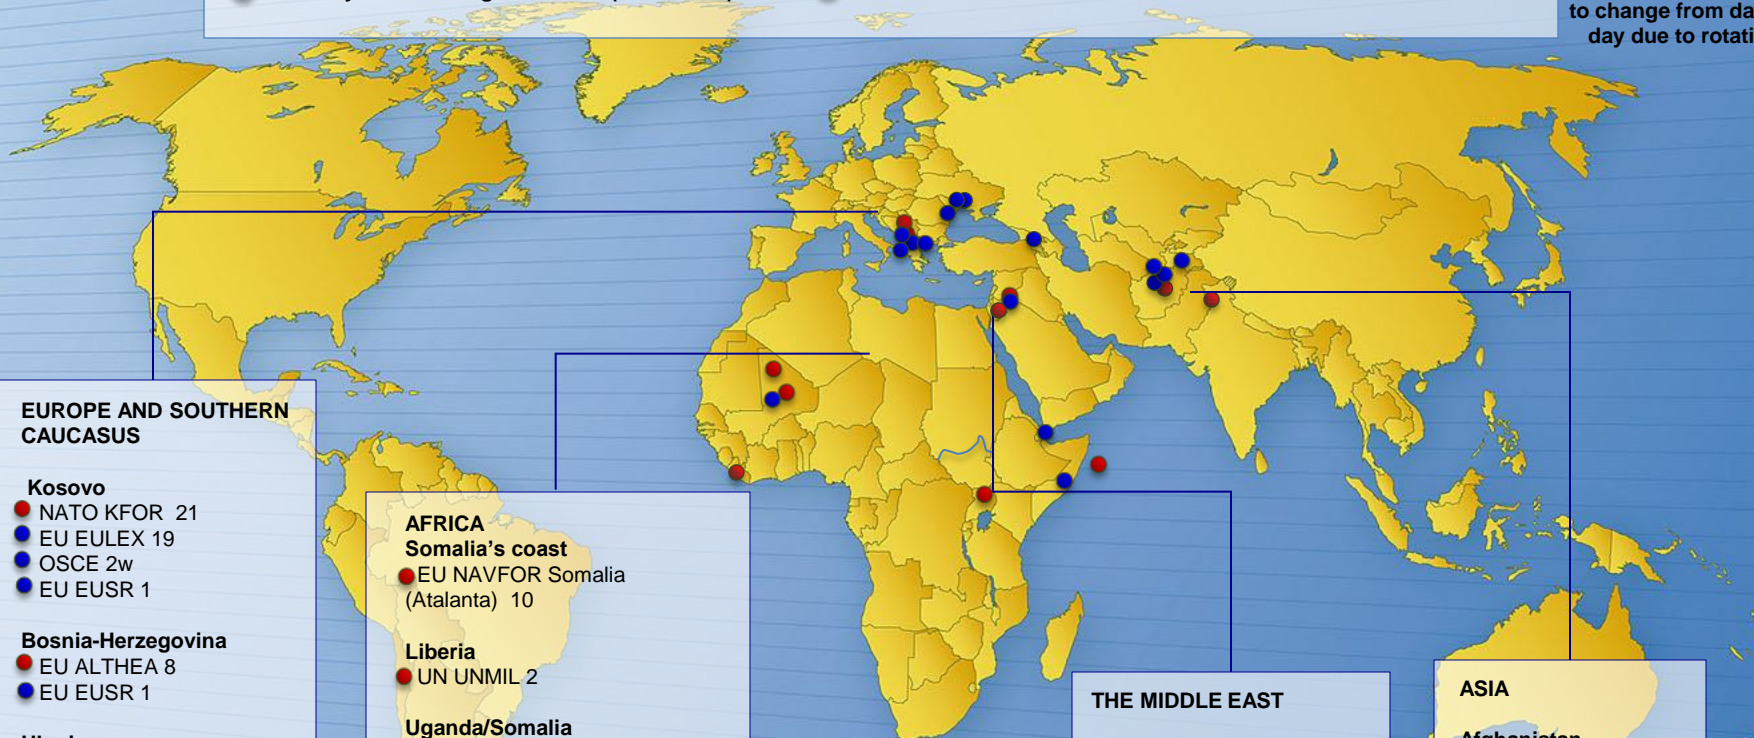 to change from da
day due to rotati
EUROPE AND SOUTHERN
CAUCASUS
Kosovo
NATO KFOR 21
EU EULEX 19
OSCE 2w
EU EUSR 1
Bosnia-Herzegovina
EU ALTHEA 8
EU EUSR 1
AFRICA
Somalia's coast
EU NAVFOR Somalia
(Atalanta) 10
Liberia
UN UNMIL 2
Uganda/Somalia
THE MIDDLE EAST
ASIA
Afghanistan